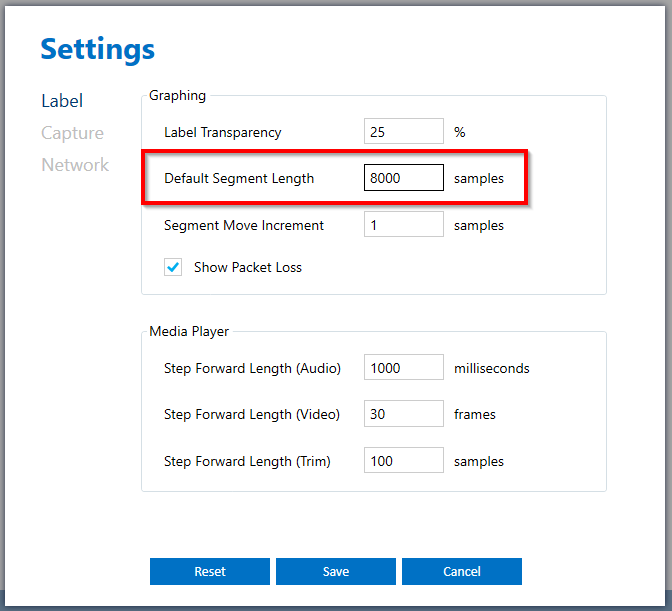 Settings
Label
Capture
Network
Graphing
Label Transparency 25 %
Default Segment Length 8000 samples
Segment Move Increment 1 samples
Show Packet Loss
Media Player
Step Forward Length (Audio) 1000 milliseconds
Step Forward Length (Video) 30 frames
Step Forward Length (Trim) 100 samples
Reset Save Cancel